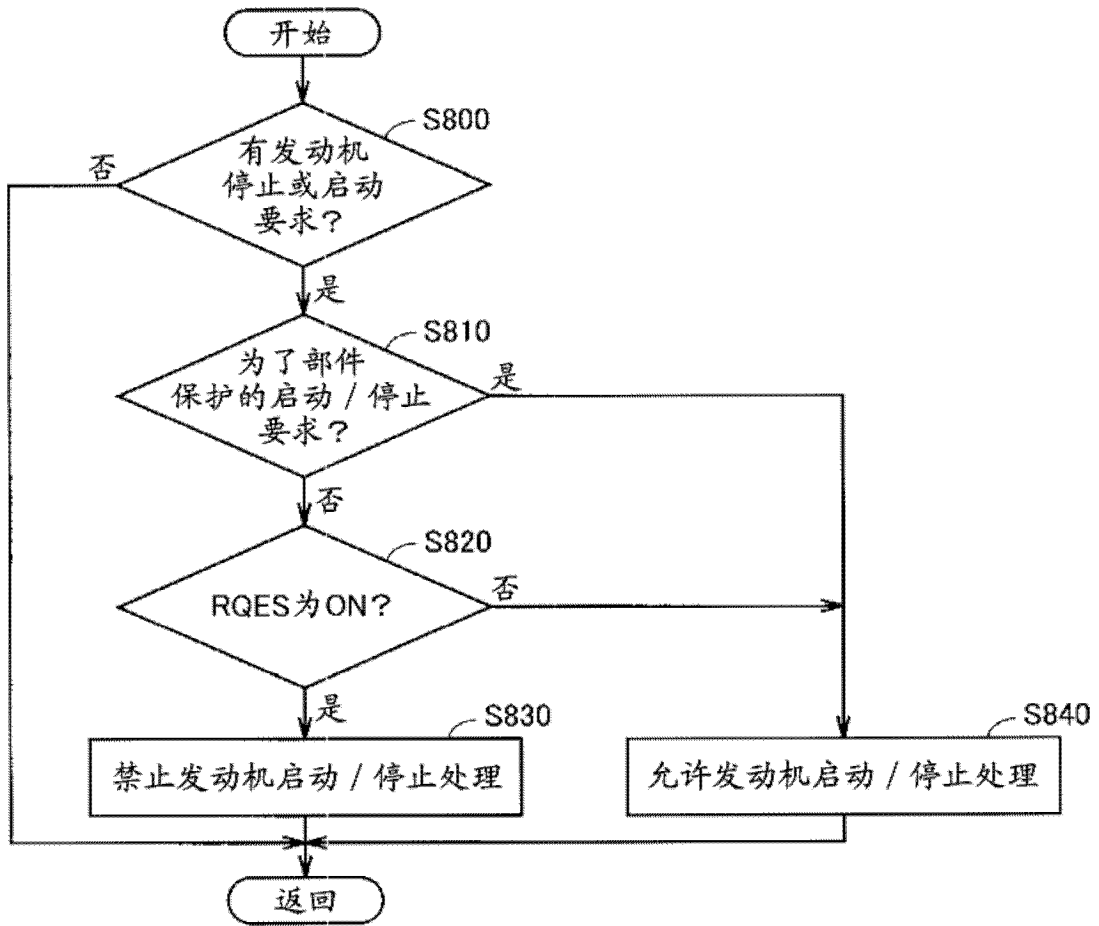 开始
S800
有发动机
停止或启动
要求？
否
是
S810
为了部件
保护的启动/停止
要求？
是
否
S820
RQES为ON？
否
是
S830
禁止发动机启动/停止处理
S840
允许发动机启动/停止处理
返回